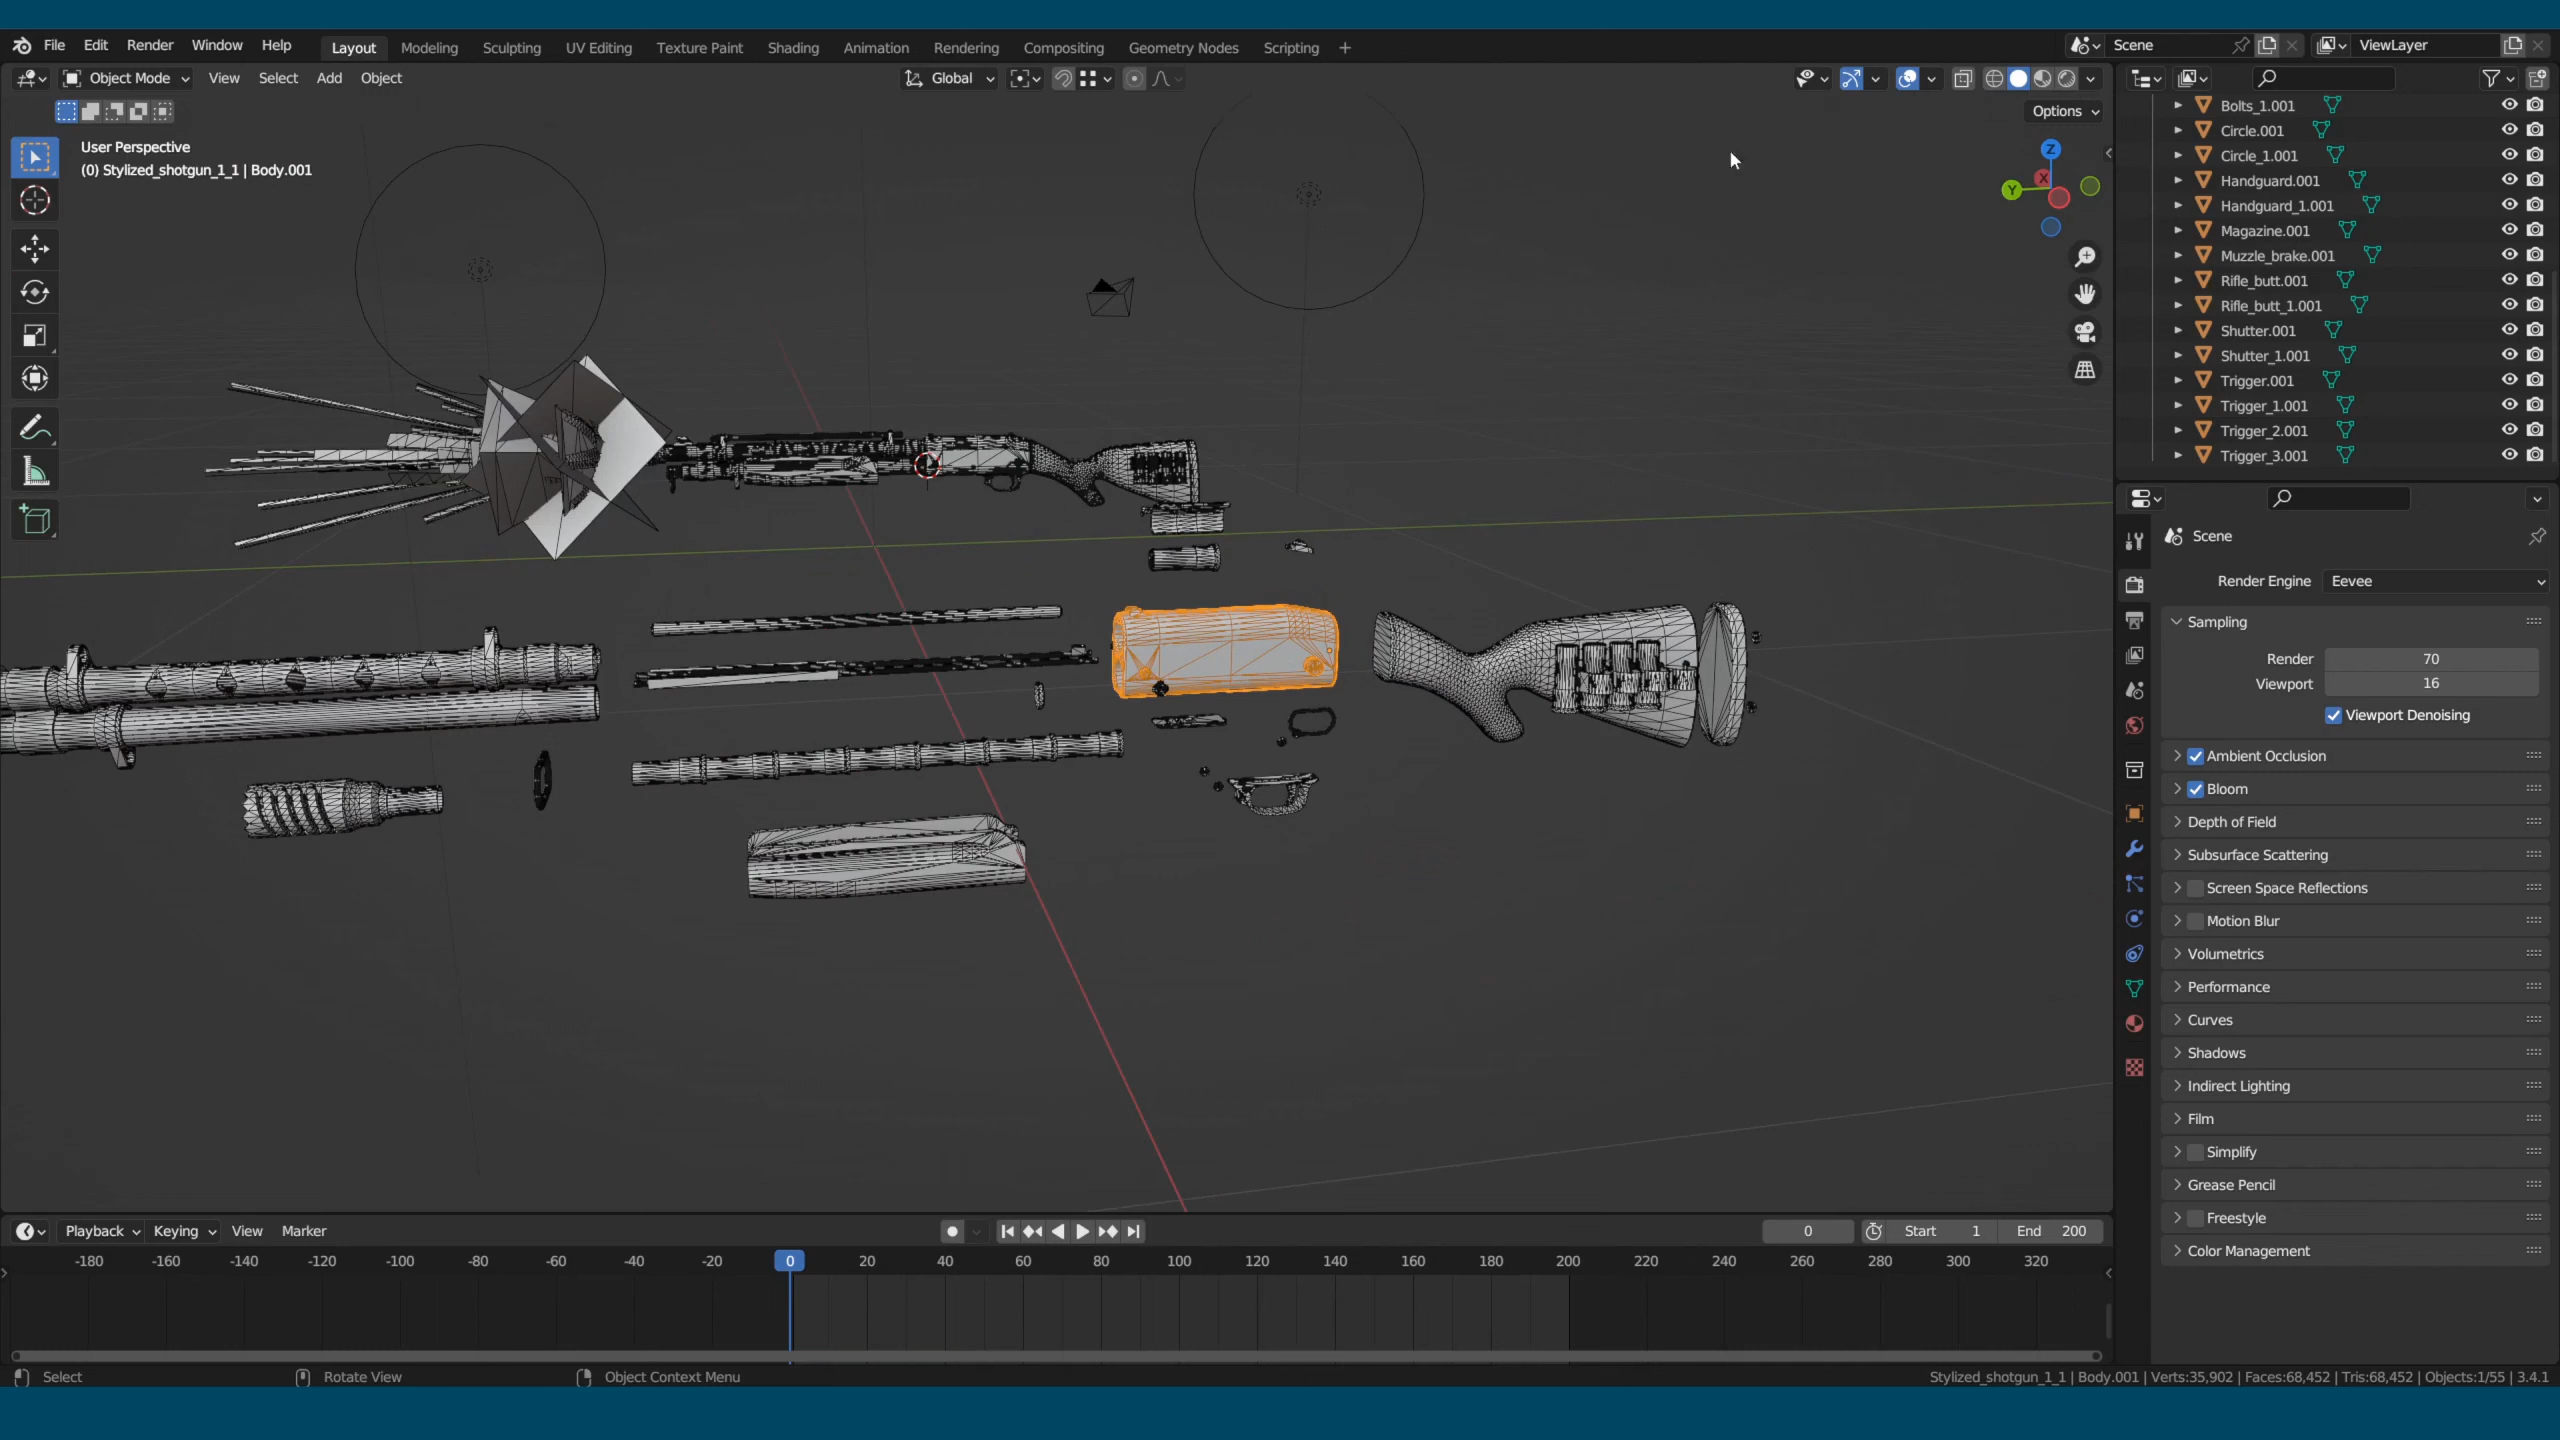 File Edit Render Window Help Layout Modeling Sculpting UV Editing Texture Paint Shading Animation Rendering Compositing Geometry Nodes Scripting + Scene ViewLayer
Object Mode View Select Add Object Global
Options
User Perspective
(0) Stylized_shotgun_1_1 | Body.001
Z
X
Y
Bolts_1.001
Circle.001
Circle_1.001
Handguard.001
Handguard_1.001
Magazine.001
Muzzle_brake.001
Rifle_butt.001
Rifle_butt_1.001
Shutter.001
Shutter_1.001
Trigger.001
Trigger_1.001
Trigger_2.001
Trigger_3.001
Scene
Render Engine Eevee
Sampling
Render 70
Viewport 16
Viewport Denoising
Ambient Occlusion
Bloom
Depth of Field
Subsurface Scattering
Screen Space Reflections
Motion Blur
Volumetrics
Performance
Curves
Shadows
Indirect Lighting
Film
Simplify
Grease Pencil
Freestyle
Color Management
Playback Keying View Marker 0 Start 1 End 200
-180 -160 -140 -120 -100 -80 -60 -40 -20 0 20 40 60 80 100 120 140 160 180 200 220 240 260 280 300 320
Select Rotate View Object Context Menu Stylized_shotgun_1_1 | Body.001 | Verts:35,902 | Faces:68,452 | Tris:68,452 | Objects:1/55 | 3.4.1